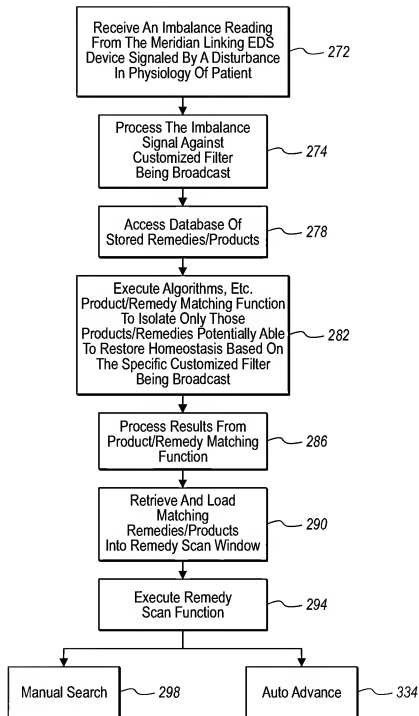 Receive An Imbalance Reading
From The Meridian Linking EDS
Device Signaled By A Disturbance
In Physiology Of Patient
272
Process The Imbalance
Signal Against
Customized Filter
Being Broadcast
274
Access Database Of
Stored Remedies/Products
278
Execute Algorithms, Etc.
Product/Remedy Matching Function
To Isolate Only Those
Products/Remedies Potentially Able
To Restore Homeostasis Based On
The Specific Customized Filter
Being Broadcast
282
Process Results From
Product/Remedy Matching
Function
286
Retrieve And Load
Matching
Remedies/Products
Into Remedy Scan Window
290
Execute Remedy
Scan Function
294
Manual Search
298
Auto Advance
334